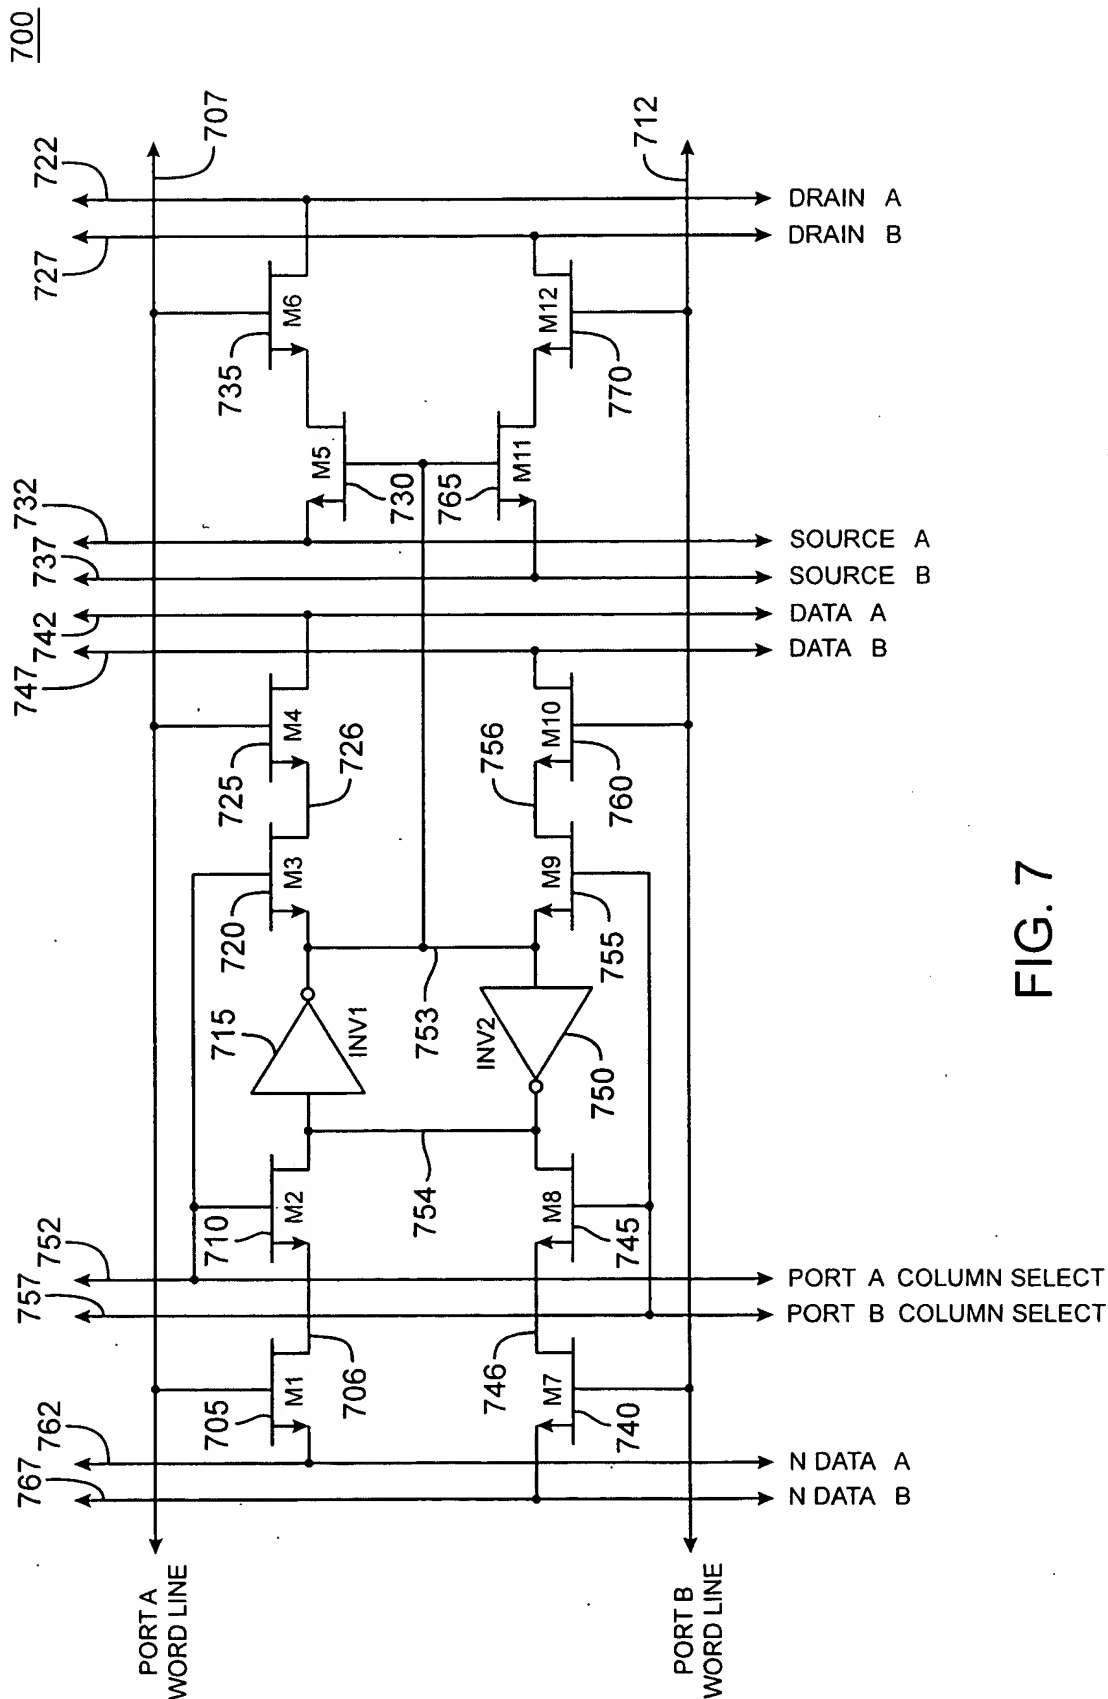 700
722
707
727
712
DRAIN A
DRAIN B
M6
735
M12
770
M5
730
M11
765
732
737
SOURCE A
SOURCE B
742
747
DATA A
DATA B
M4
725
726
M10
756
760
M3
720
M9
755
753
715
INV1
INV2
750
754
M2
710
M8
745
752
757
PORT A COLUMN SELECT
PORT B COLUMN SELECT
M1
705
706
M7
746
740
762
767
N DATA A
N DATA B
PORT A
WORD LINE
PORT B
WORD LINE
FIG. 7